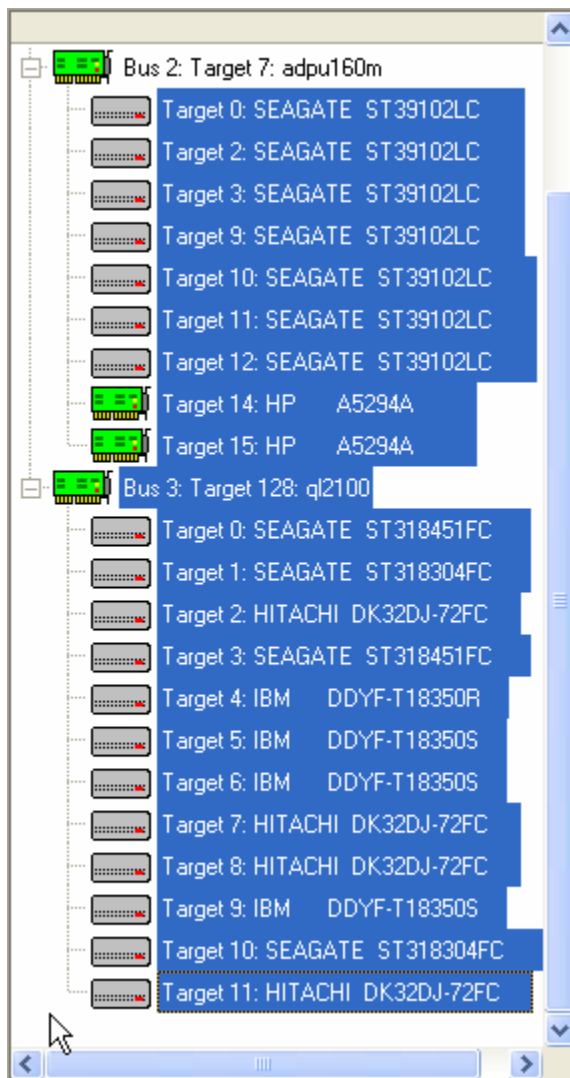 Bus 2: Target 7: adpu160m
Target 0: SEAGATE ST39102LC
Target 2: SEAGATE ST39102LC
Target 3: SEAGATE ST39102LC
Target 9: SEAGATE ST39102LC
Target 10: SEAGATE ST39102LC
Target 11: SEAGATE ST39102LC
Target 12: SEAGATE ST39102LC
Target 14: HP A5294A
Target 15: HP A5294A
Bus 3: Target 128: ql2100
Target 0: SEAGATE ST318451FC
Target 1: SEAGATE ST318304FC
Target 2: HITACHI DK32DJ-72FC
Target 3: SEAGATE ST318451FC
Target 4: IBM DDYF-T18350R
Target 5: IBM DDYF-T18350S
Target 6: IBM DDYF-T18350S
Target 7: HITACHI DK32DJ-72FC
Target 8: HITACHI DK32DJ-72FC
Target 9: IBM DDYF-T18350S
Target 10: SEAGATE ST318304FC
Target 11: HITACHI DK32DJ-72FC